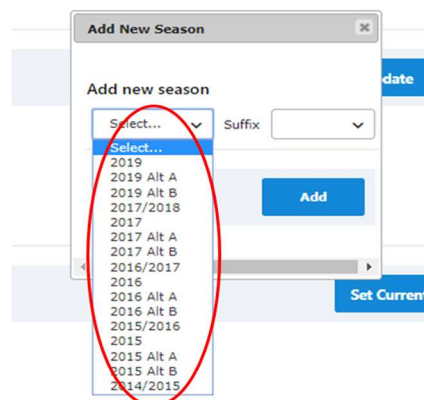 Add New Season
date
Add new season
Select...
Suffix
Select...
2019
2019 Alt A
2019 Alt B
2017/2018
2017
2017 Alt A
2017 Alt B
2016/2017
2016
2016 Alt A
2016 Alt B
2015/2016
2015
2015 Alt A
2015 Alt B
2014/2015
Add
Set Current